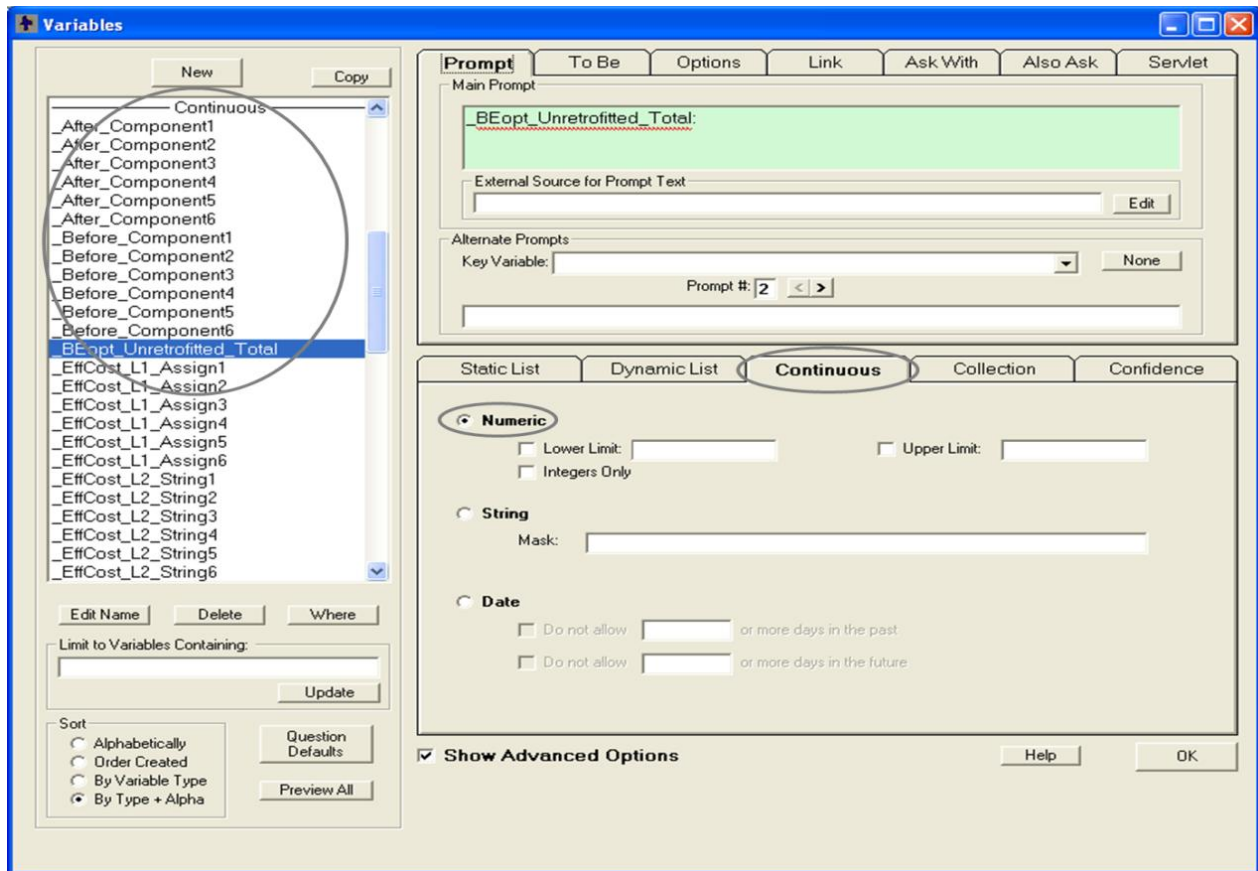 Variables
New
Copy
Continuous
_After_Component1
_After_Component2
_After_Component3
_After_Component4
_After_Component5
_After_Component6
_Before_Component1
_Before_Component2
_Before_Component3
_Before_Component4
_Before_Component5
_Before_Component6
_BEopt_Unretrofitted_Total
_EffCost_L1_Assign1
_EffCost_L1_Assign2
_EffCost_L1_Assign3
_EffCost_L1_Assign4
_EffCost_L1_Assign5
_EffCost_L1_Assign6
_EffCost_L2_String1
_EffCost_L2_String2
_EffCost_L2_String3
_EffCost_L2_String4
_EffCost_L2_String5
_EffCost_L2_String6
Edit Name Delete Where
Limit to Variables Containing:
Update
Sort
Alphabetically
Order Created
By Variable Type
By Type + Alpha
Question
Defaults
Preview All
Prompt To Be Options Link Ask With Also Ask Servlet
Main Prompt
_BEopt_Unretrofitted_Total:
External Source for Prompt Text
Edit
Alternate Prompts
Key Variable: None
Prompt #: 2 < >
Static List Dynamic List Continuous Collection Confidence
Numeric
Lower Limit: Upper Limit:
Integers Only
String
Mask:
Date
Do not allow or more days in the past
Do not allow or more days in the future
Show Advanced Options Help OK